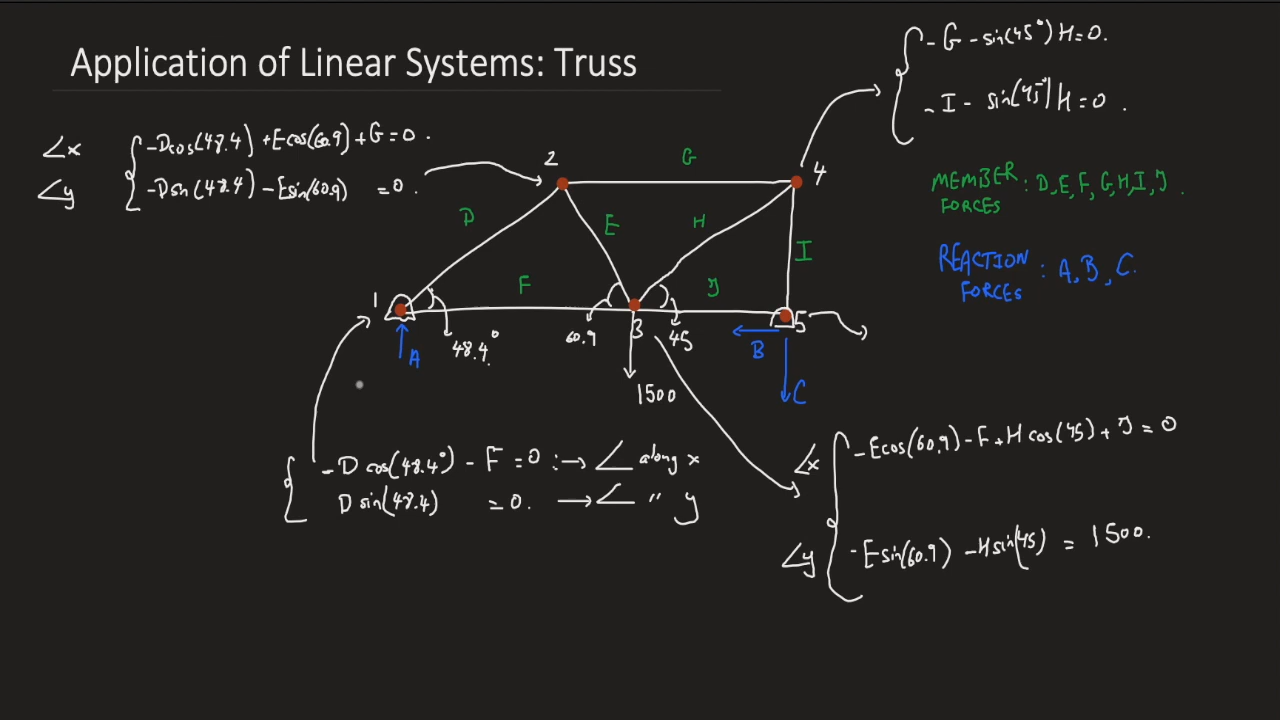 Application of Linear Systems: Truss
∠x -Dcos(48.4) +Ecos(60.9) + G = 0 .
∠y -Dsin(48.4) - Esin(60.9) = 0 .
- G - sin(45°) H = 0 .
- I - sin(45°) H = 0 .
MEMBER FORCES : D, E, F, G, H, I, J .
REACTION FORCES : A, B, C .
2
G
4
D
E
H
I
1
F
J
5
48.4°
60.9
3
45
A
B
C
1500
- D cos(48.4°) - F = 0 :→ ∠ along x
D sin(48.4) = 0 . → ∠ " y
∠x - Ecos(60.9) - F + H cos(45) + J = 0
∠y - Esin(60.9) - Hsin(45) = 1500 .